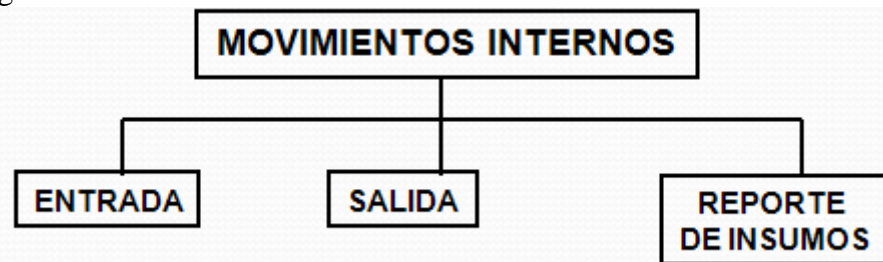 MOVIMIENTOS INTERNOS
ENTRADA
SALIDA
REPORTE
DE INSUMOS